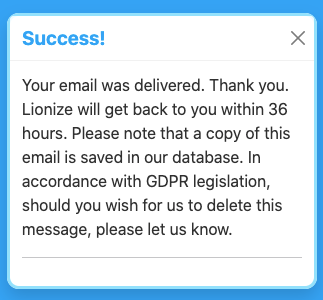 Success!
Your email was delivered. Thank you.
Lionize will get back to you within 36
hours. Please note that a copy of this
email is saved in our database. In
accordance with GDPR legislation,
should you wish for us to delete this
message, please let us know.